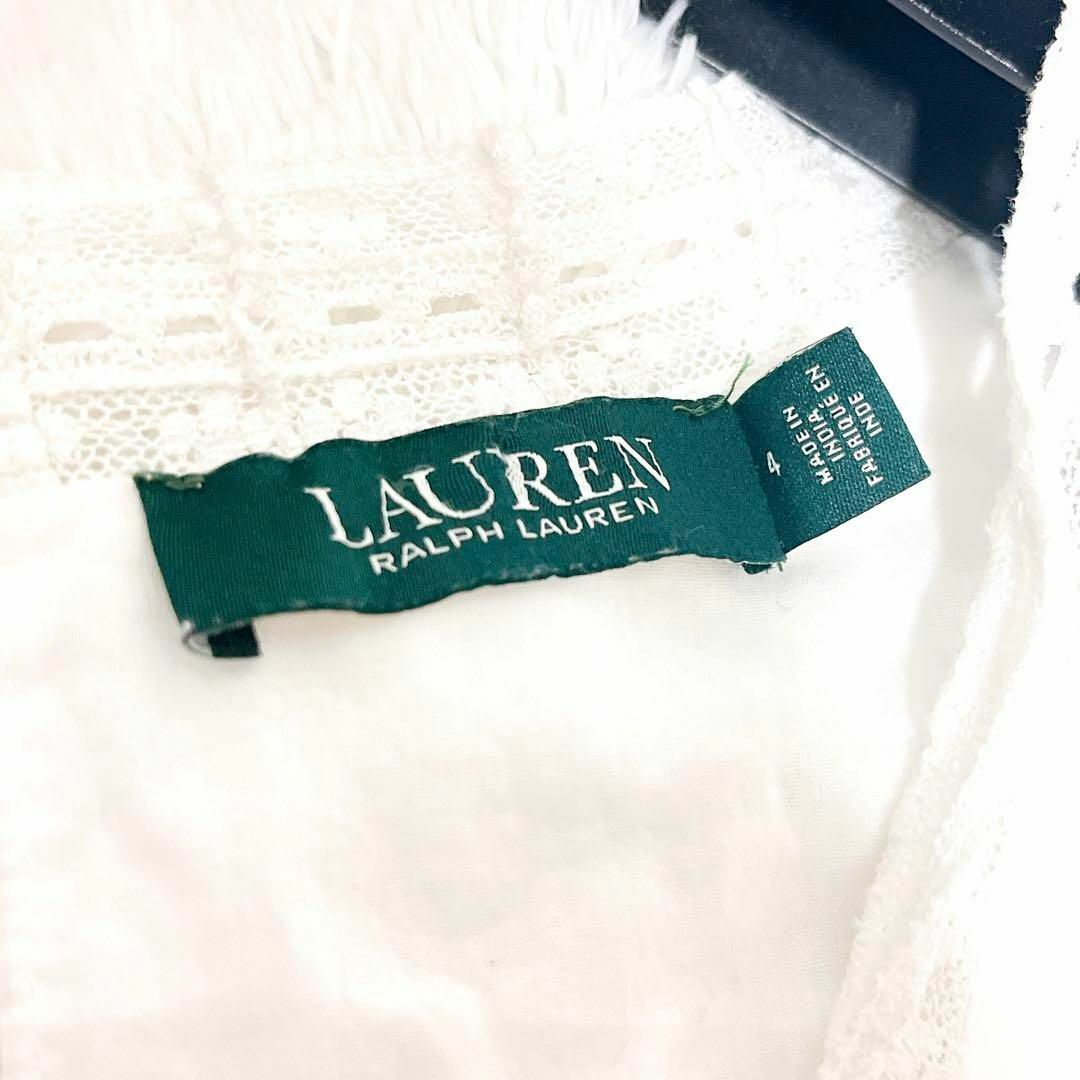 LAUREN
RALPH LAUREN
4
MADE IN
INDIA
FABRIQUE EN
INDE